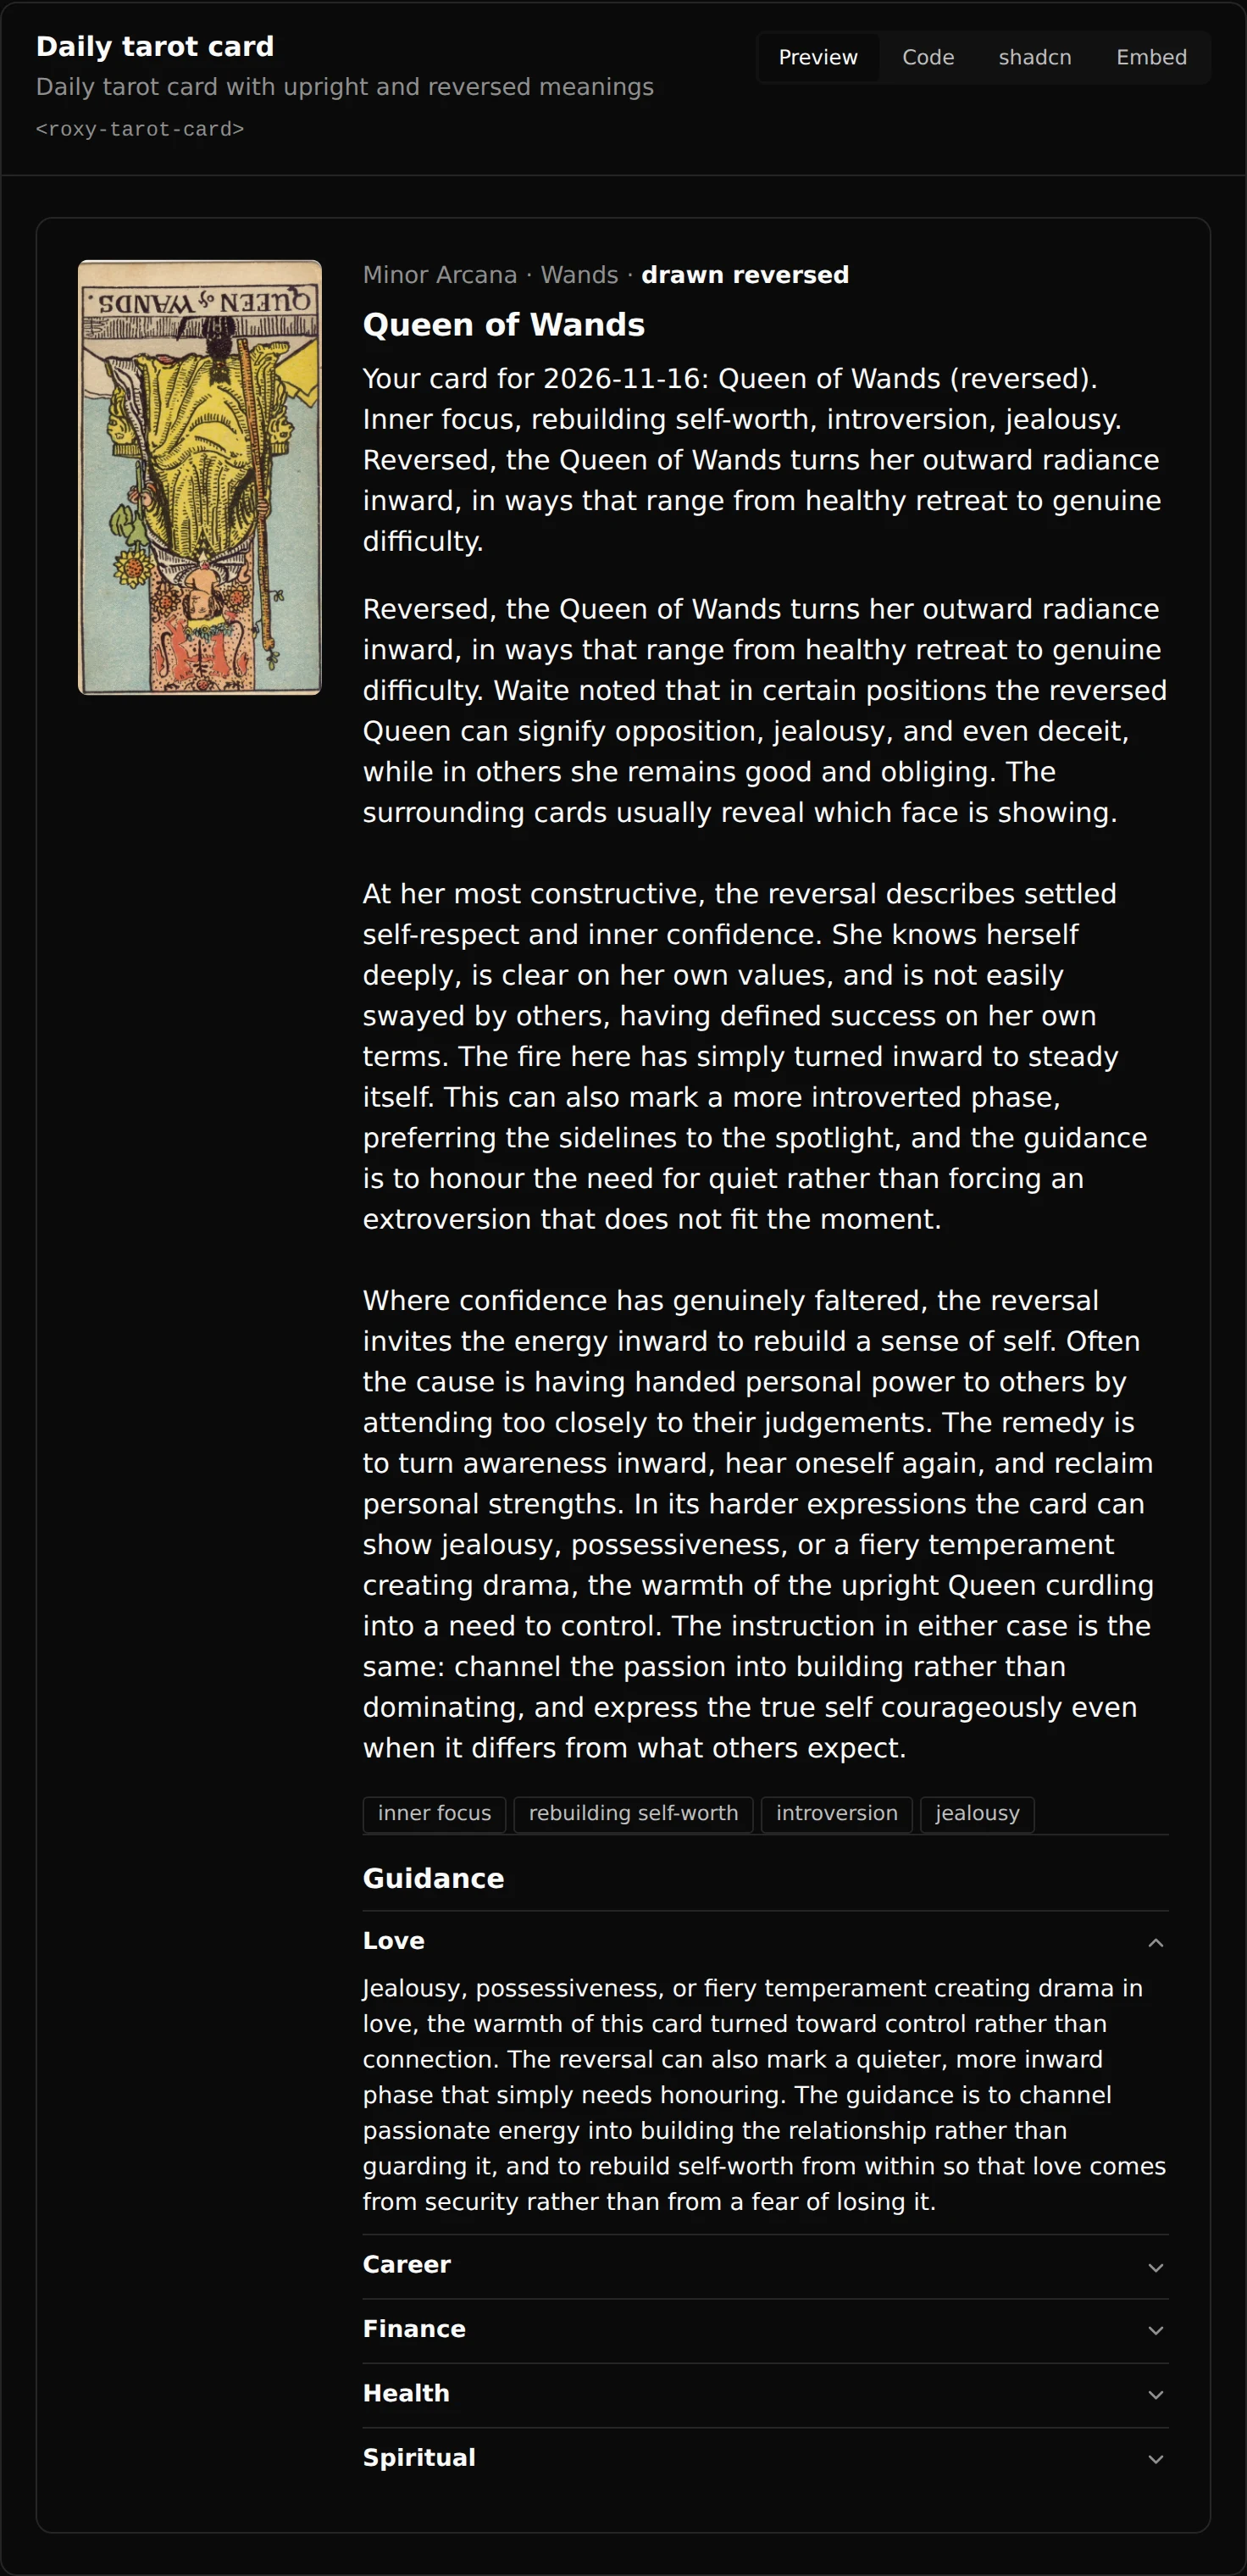 Daily tarot card
Daily tarot card with upright and reversed meanings
<roxy-tarot-card>
Preview
Code
shadcn
Embed
QUEEN of WANDS.
Minor Arcana · Wands · drawn reversed
Queen of Wands
Your card for 2026-11-16: Queen of Wands (reversed).
Inner focus, rebuilding self-worth, introversion, jealousy.
Reversed, the Queen of Wands turns her outward radiance
inward, in ways that range from healthy retreat to genuine
difficulty.
Reversed, the Queen of Wands turns her outward radiance
inward, in ways that range from healthy retreat to genuine
difficulty. Waite noted that in certain positions the reversed
Queen can signify opposition, jealousy, and even deceit,
while in others she remains good and obliging. The
surrounding cards usually reveal which face is showing.
At her most constructive, the reversal describes settled
self-respect and inner confidence. She knows herself
deeply, is clear on her own values, and is not easily
swayed by others, having defined success on her own
terms. The fire here has simply turned inward to steady
itself. This can also mark a more introverted phase,
preferring the sidelines to the spotlight, and the guidance
is to honour the need for quiet rather than forcing an
extroversion that does not fit the moment.
Where confidence has genuinely faltered, the reversal
invites the energy inward to rebuild a sense of self. Often
the cause is having handed personal power to others by
attending too closely to their judgements. The remedy is
to turn awareness inward, hear oneself again, and reclaim
personal strengths. In its harder expressions the card can
show jealousy, possessiveness, or a fiery temperament
creating drama, the warmth of the upright Queen curdling
into a need to control. The instruction in either case is the
same: channel the passion into building rather than
dominating, and express the true self courageously even
when it differs from what others expect.
inner focus
rebuilding self-worth
introversion
jealousy
Guidance
Love
Jealousy, possessiveness, or fiery temperament creating drama in
love, the warmth of this card turned toward control rather than
connection. The reversal can also mark a quieter, more inward
phase that simply needs honouring. The guidance is to channel
passionate energy into building the relationship rather than
guarding it, and to rebuild self-worth from within so that love comes
from security rather than from a fear of losing it.
Career
Finance
Health
Spiritual